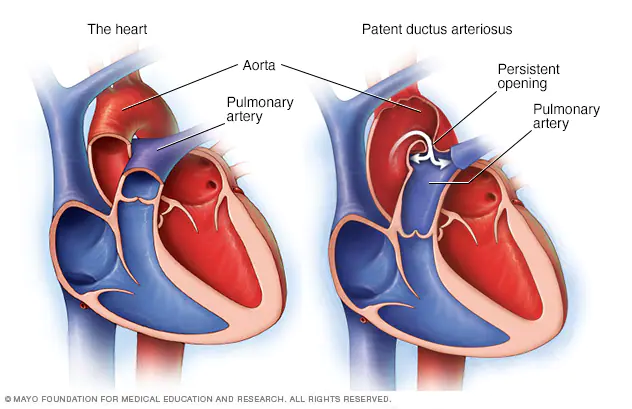 The heart
Patent ductus arteriosus
Aorta
Pulmonary
artery
Persistent
opening
Pulmonary
artery
© MAYO FOUNDATION FOR MEDICAL EDUCATION AND RESEARCH. ALL RIGHTS RESERVED.